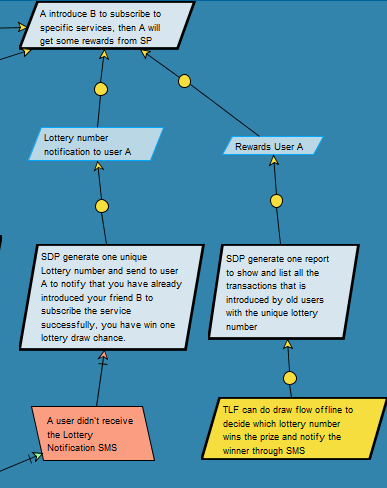 A introduce B to subscribe to
specific services, then A will
get some rewards from SP
Lottery number
notification to user A
Rewards User A
SDP generate one unique
Lottery number and send to user
A to notify that you have already
introduced your friend B to
subscribe the service
successfully, you have win one
lottery draw chance.
SDP generate one report
to show and list all the
transactions that is
introduced by old users
with the unique lottery
number
A user didn't receive
the Lottery
Notification SMS
TLF can do draw flow offline to
decide which lottery number
wins the prize and notify the
winner through SMS